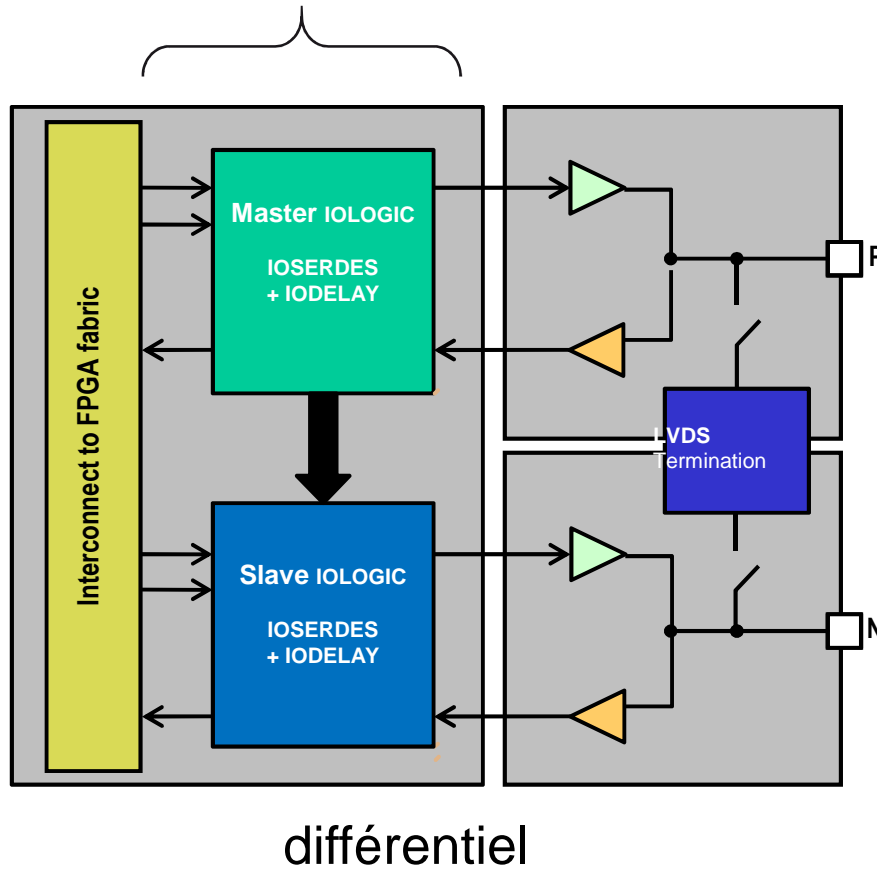 Interconnect to FPGA fabric
Master IOLOGIC
IOSERDES
+ IODELAY
P
LVDS
Termination
Slave IOLOGIC
IOSERDES
+ IODELAY
N
différentiel